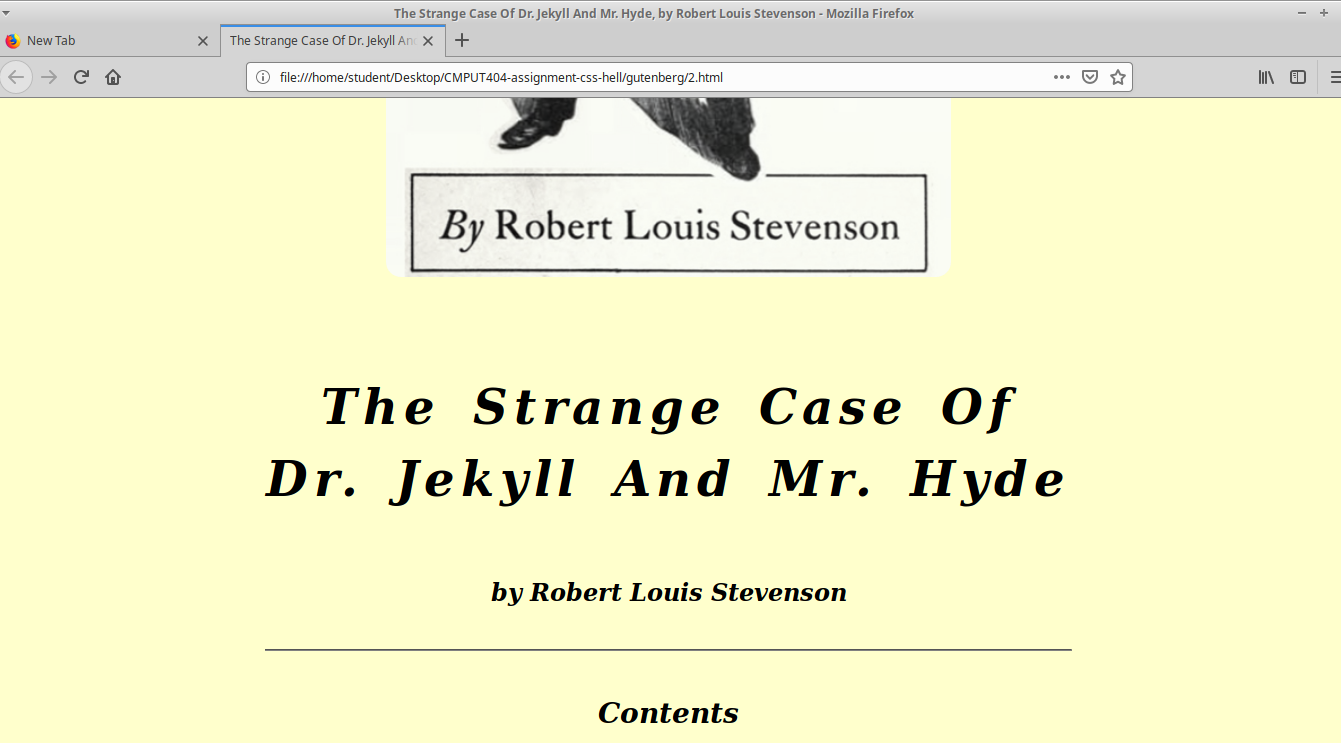 The Strange Case Of Dr. Jekyll And Mr. Hyde, by Robert Louis Stevenson - Mozilla Firefox
New Tab
The Strange Case Of Dr. Jekyll An
file:///home/student/Desktop/CMPUT404-assignment-css-hell/gutenberg/2.html
By Robert Louis Stevenson
The Strange Case Of
Dr. Jekyll And Mr. Hyde
by Robert Louis Stevenson
Contents